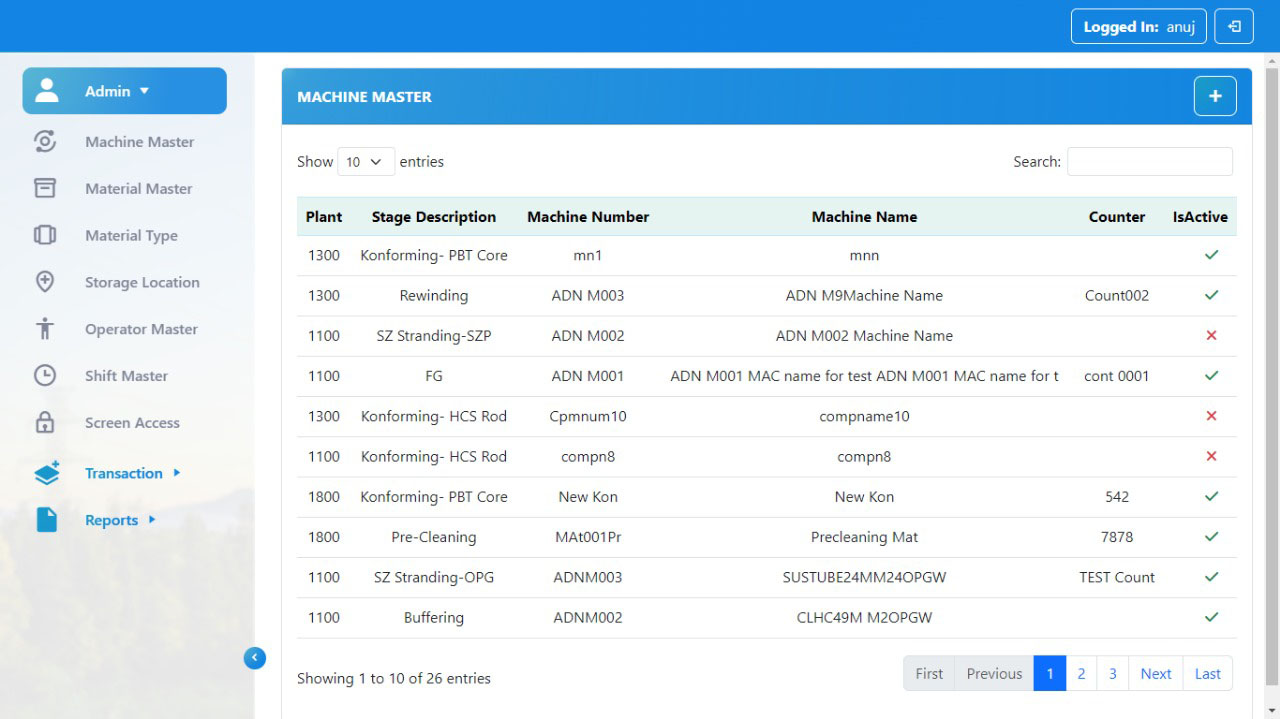 Logged In: anuj
Admin
Machine Master
Material Master
Material Type
Storage Location
Operator Master
Shift Master
Screen Access
Transaction
Reports
MACHINE MASTER
Show 10 entries
Search:
Plant Stage Description Machine Number Machine Name Counter IsActive
1300 Konforming- PBT Core mn1 mnn
1300 Rewinding ADN M003 ADN M9Machine Name Count002
1100 SZ Stranding-SZP ADN M002 ADN M002 Machine Name
1100 FG ADN M001 ADN M001 MAC name for test ADN M001 MAC name for t cont 0001
1300 Konforming- HCS Rod Cpmnum10 compname10
1100 Konforming- HCS Rod compn8 compn8
1800 Konforming- PBT Core New Kon New Kon 542
1800 Pre-Cleaning MAt001Pr Precleaning Mat 7878
1100 SZ Stranding-OPG ADNM003 SUSTUBE24MM24OPGW TEST Count
1100 Buffering ADNM002 CLHC49M M2OPGW
Showing 1 to 10 of 26 entries
First Previous 1 2 3 Next Last